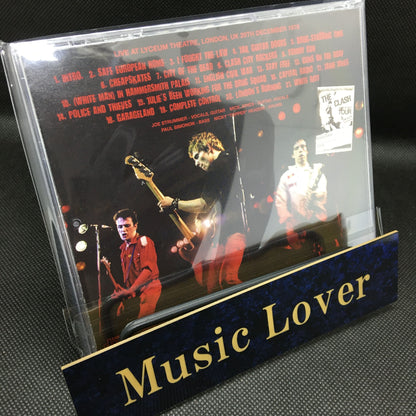 LIVE AT LYCEUM THEATRE, LONDON, UK 28TH DECEMBER 1978
1. INTRO 2. SAFE EUROPEAN HOME 3. I FOUGHT THE LAW
6. CHEAPSKATES 7. CITY OF THE DEAD 8. CLASH CITY ROCKERS
10. (WHITE MAN) IN HAMMERSMITH PALAIS 11. ENGLISH CIVIL WAR 12. STAY FREE
14. POLICE AND THIEVES 15. JULIE'S BEEN WORKING FOR THE DRUG SQUAD 16. CAPITAL RADIO
18. GARAGELAND 19. COMPLETE CONTROL 20. LONDON'S BURNING 21. WHITE RIOT
JOE STRUMMER - VOCALS, GUITAR
PAUL SIMONON - BASS
THE CLASH
Music Lover